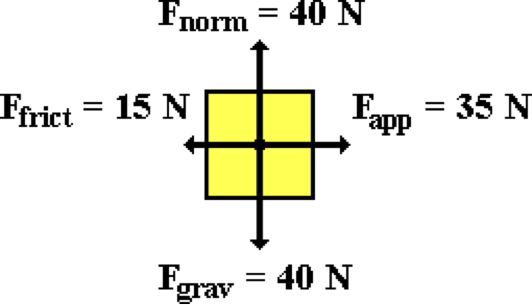 Fnorm = 40 N
Ffrict = 15 N
Fapp = 35 N
Fgrav = 40 N